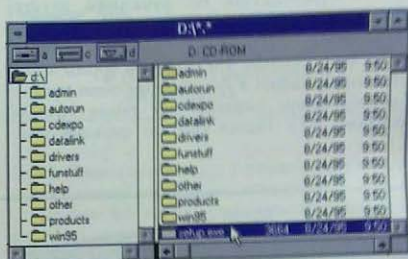 D:\*.*
a c d D: CD-ROM
d:\
admin
autorun
cdexpo
datalink
drivers
funstuff
help
other
products
win95
admin 8/24/95 9:50
autorun 8/24/95 9:50
cdexpo 8/24/95 9:50
datalink 8/24/95 9:50
drivers 8/24/95 9:50
funstuff 8/24/95 9:50
help 8/24/95 9:50
other 8/24/95 9:50
products 8/24/95 9:50
win95 8/24/95 9:50
setup.exe 8/24/95 9:50